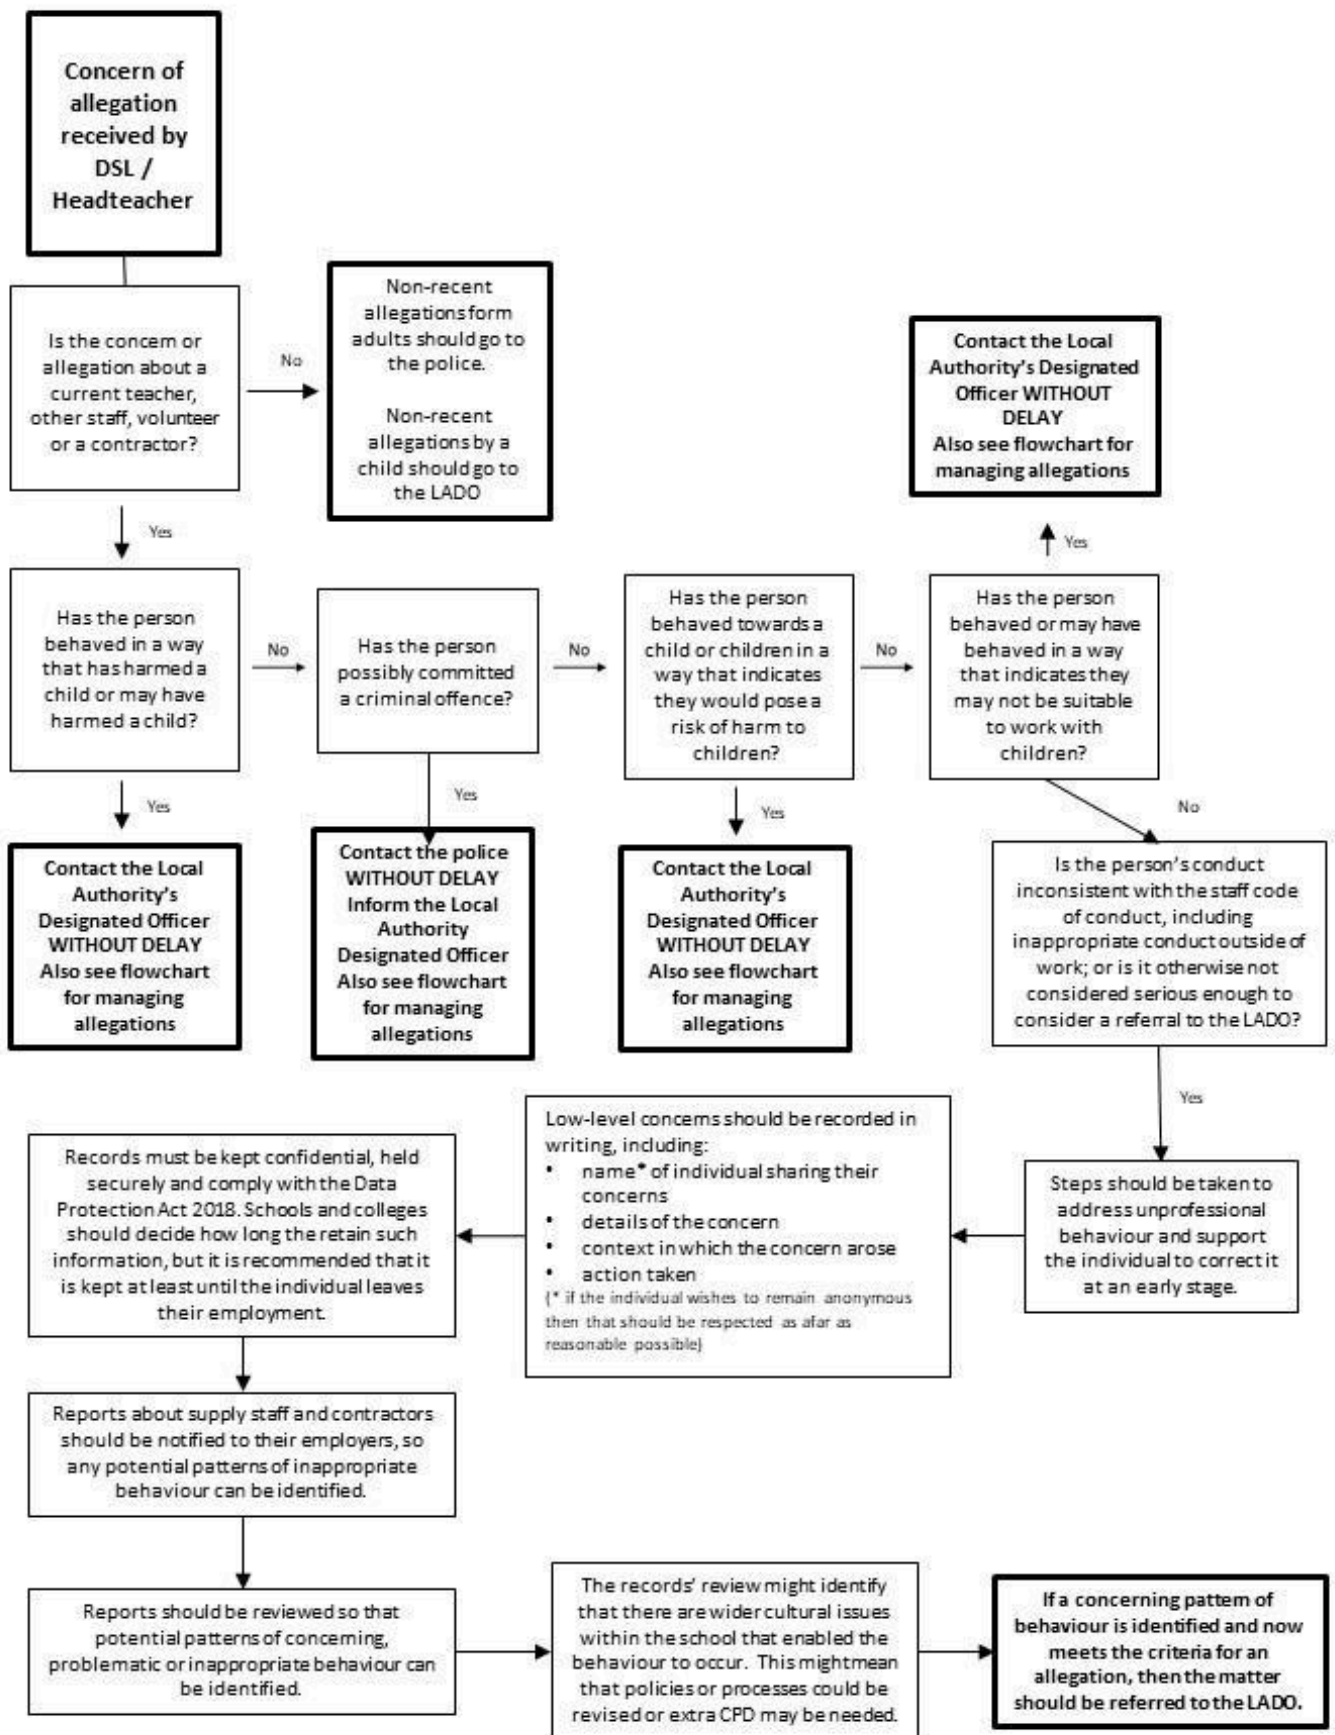 Concern of
allegation
received by
DSL /
Headteacher
Is the concern or
allegation about a
current teacher,
other staff, volunteer
or a contractor?
No
Non-recent
allegations form
adults should go to
the police.
Non-recent
allegations by a
child should go to
the LADO
Yes
Has the person
behaved in a way
that has harmed a
child or may have
harmed a child?
No
Has the person
possibly committed
a criminal offence?
No
Has the person
behaved towards a
child or children in a
way that indicates
they would pose a
risk of harm to
children?
No
Has the person
behaved or may have
behaved in a way
that indicates they
may not be suitable
to work with
children?
Yes
Contact the Local
Authority's Designated
Officer WITHOUT
DELAY
Also see flowchart for
managing allegations
Yes
Contact the Local
Authority's
Designated Officer
WITHOUT DELAY
Also see flowchart
for managing
allegations
Yes
Contact the police
WITHOUT DELAY
Inform the Local
Authority
Designated Officer
Also see flowchart
for managing
allegations
Yes
Contact the Local
Authority's
Designated Officer
WITHOUT DELAY
Also see flowchart
for managing
allegations
No
Is the person's conduct
inconsistent with the staff code
of conduct, including
inappropriate conduct outside of
work; or is it otherwise not
considered serious enough to
consider a referral to the LADO?
Yes
Steps should be taken to
address unprofessional
behaviour and support
the individual to correct it
at an early stage.
Low-level concerns should be recorded in
writing, including:
• name* of individual sharing their
concerns
• details of the concern
• context in which the concern arose
• action taken
(* if the individual wishes to remain anonymous
then that should be respected as afar as
reasonable possible)
Records must be kept confidential, held
securely and comply with the Data
Protection Act 2018. Schools and colleges
should decide how long the retain such
information, but it is recommended that it
is kept at least until the individual leaves
their employment.
Reports about supply staff and contractors
should be notified to their employers, so
any potential patterns of inappropriate
behaviour can be identified.
Reports should be reviewed so that
potential patterns of concerning,
problematic or inappropriate behaviour can
be identified.
The records' review might identify
that there are wider cultural issues
within the school that enabled the
behaviour to occur. This mightmean
that policies or processes could be
revised or extra CPD may be needed.
If a concerning pattern of
behaviour is identified and now
meets the criteria for an
allegation, then the matter
should be referred to the LADO.